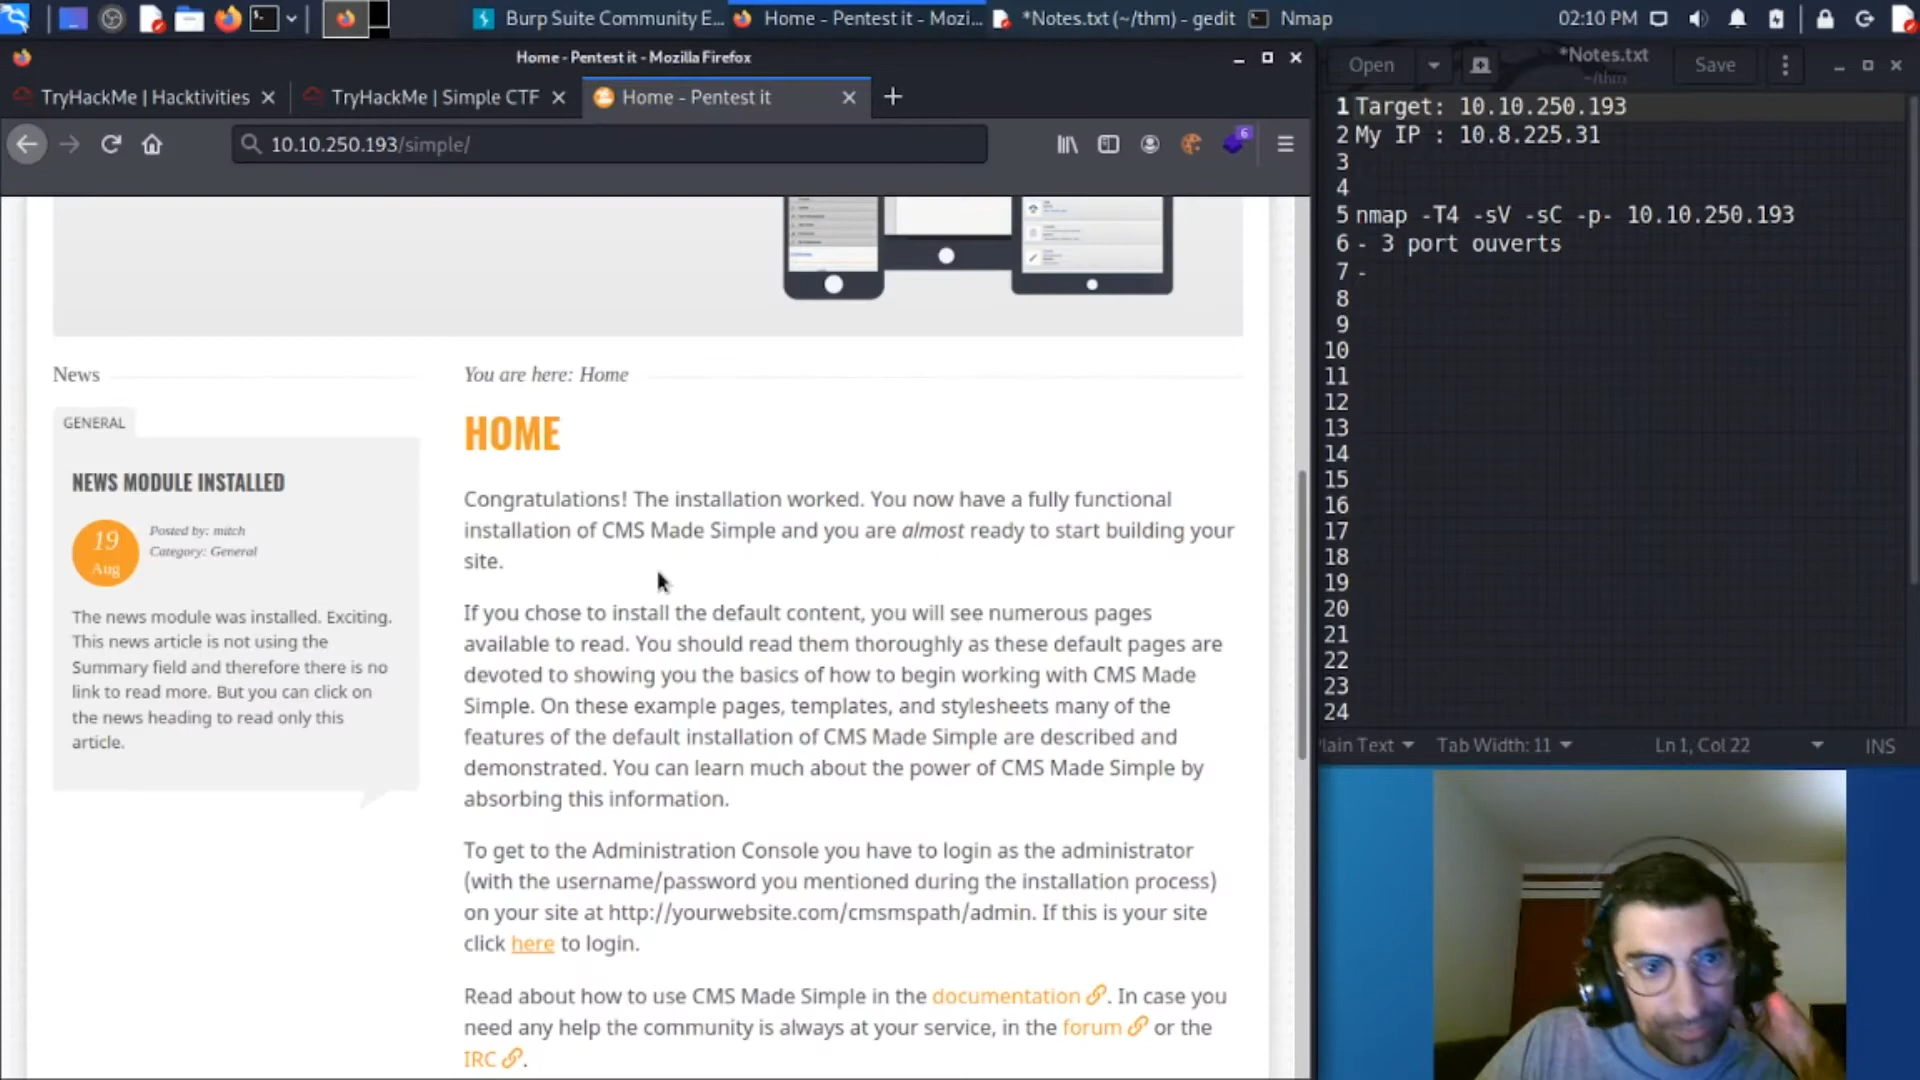 Burp Suite Community E...
Home - Pentest it - Mozi...
*Notes.txt (~/thm) - gedit
Nmap
02:10 PM
Home - Pentest it - Mozilla Firefox
TryHackMe | Hacktivities
TryHackMe | Simple CTF
Home - Pentest it
10.10.250.193/simple/
6
News
GENERAL
NEWS MODULE INSTALLED
19
Aug
Posted by: mitch
Category: General
The news module was installed. Exciting.
This news article is not using the
Summary field and therefore there is no
link to read more. But you can click on
the news heading to read only this
article.
You are here: Home
HOME
Congratulations! The installation worked. You now have a fully functional
installation of CMS Made Simple and you are almost ready to start building your
site.
If you chose to install the default content, you will see numerous pages
available to read. You should read them thoroughly as these default pages are
devoted to showing you the basics of how to begin working with CMS Made
Simple. On these example pages, templates, and stylesheets many of the
features of the default installation of CMS Made Simple are described and
demonstrated. You can learn much about the power of CMS Made Simple by
absorbing this information.
To get to the Administration Console you have to login as the administrator
(with the username/password you mentioned during the installation process)
on your site at http://yourwebsite.com/cmsmspath/admin. If this is your site
click here to login.
Read about how to use CMS Made Simple in the documentation. In case you
need any help the community is always at your service, in the forum or the
IRC.
Open
*Notes.txt
~/thm
Save
1 Target: 10.10.250.193
2 My IP : 10.8.225.31
3
4
5 nmap -T4 -sV -sC -p- 10.10.250.193
6 - 3 port ouverts
7 -
8
9
10
11
12
13
14
15
16
17
18
19
20
21
22
23
24
lain Text
Tab Width: 11
Ln 1, Col 22
INS